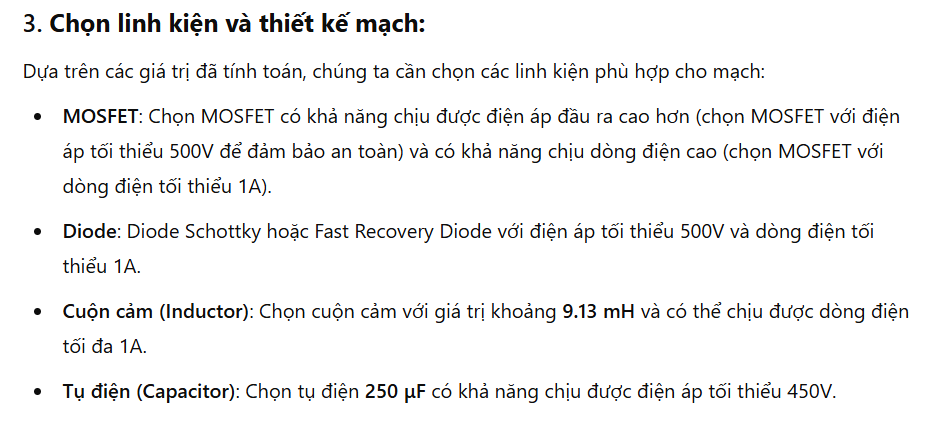 3. Chọn linh kiện và thiết kế mạch:
Dựa trên các giá trị đã tính toán, chúng ta cần chọn các linh kiện phù hợp cho mạch:
• MOSFET: Chọn MOSFET có khả năng chịu được điện áp đầu ra cao hơn (chọn MOSFET với điện
áp tối thiểu 500V để đảm bảo an toàn) và có khả năng chịu dòng điện cao (chọn MOSFET với
dòng điện tối thiểu 1A).
• Diode: Diode Schottky hoặc Fast Recovery Diode với điện áp tối thiểu 500V và dòng điện tối
thiểu 1A.
• Cuộn cảm (Inductor): Chọn cuộn cảm với giá trị khoảng 9.13 mH và có thể chịu được dòng điện
tối đa 1A.
• Tụ điện (Capacitor): Chọn tụ điện 250 μF có khả năng chịu được điện áp tối thiểu 450V.